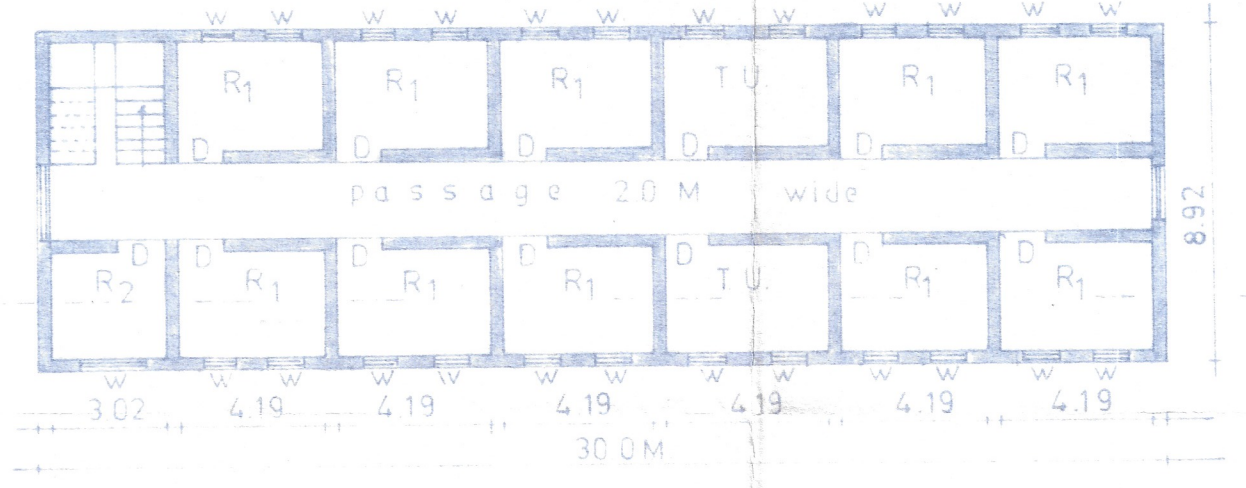 W W W W W W W W W W W W
R1 R1 R1 T U. R1 R1
D D D D D D
passage 2.0 M wide
8.92
D D D D D D D
R2 R1 R1 R1 T U. R1 R1
W W W W W W W W W W W W W
3.02 4.19 4.19 4.19 4.19 4.19 4.19
30 0 M